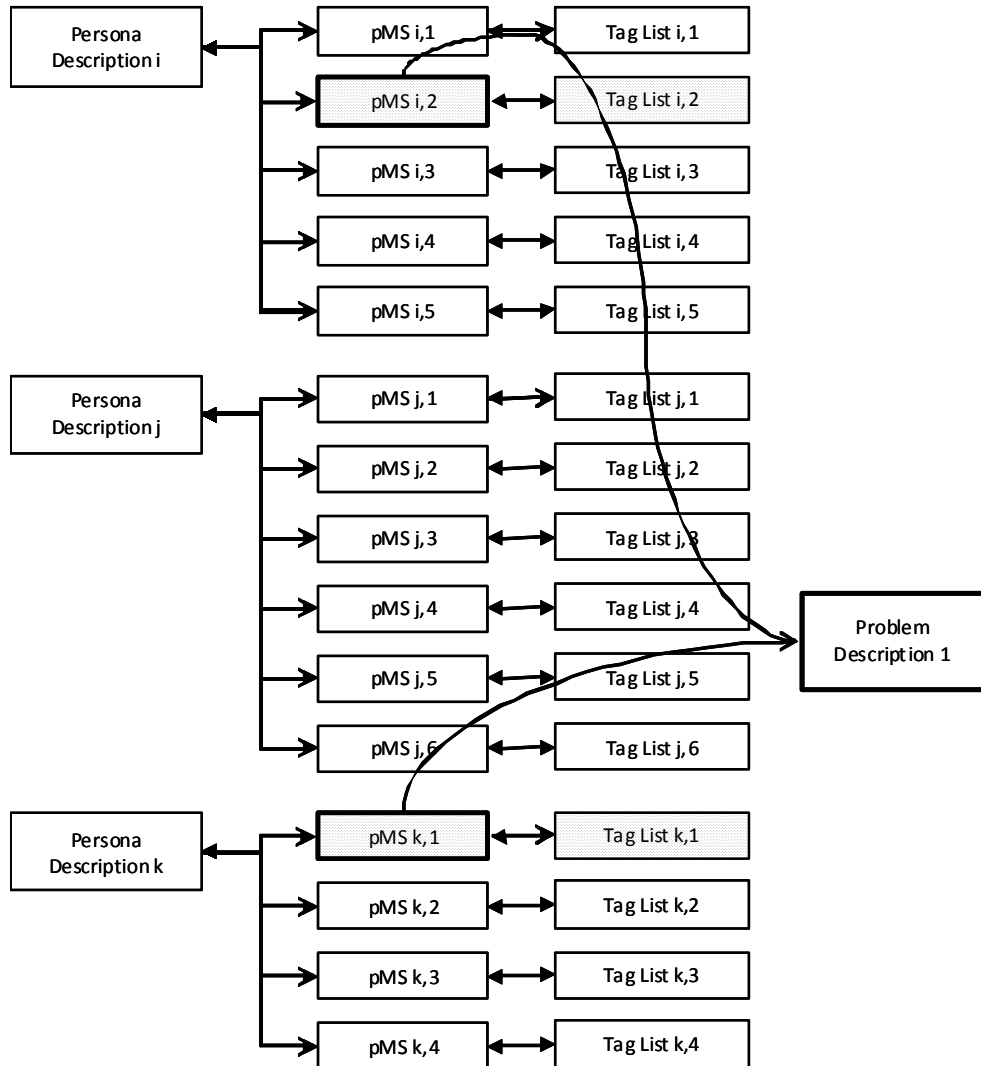 Persona
Description i
pMS i,1
Tag List i,1
pMS i,2
Tag List i,2
pMS i,3
Tag List i,3
pMS i,4
Tag List i,4
pMS i,5
Tag List i,5
Persona
Description j
pMS j,1
Tag List j,1
pMS j,2
Tag List j,2
pMS j,3
Tag List j,3
pMS j,4
Tag List j,4
pMS j,5
Tag List j,5
pMS j,6
Tag List j,6
Problem
Description 1
Persona
Description k
pMS k,1
Tag List k,1
pMS k,2
Tag List k,2
pMS k,3
Tag List k,3
pMS k,4
Tag List k,4